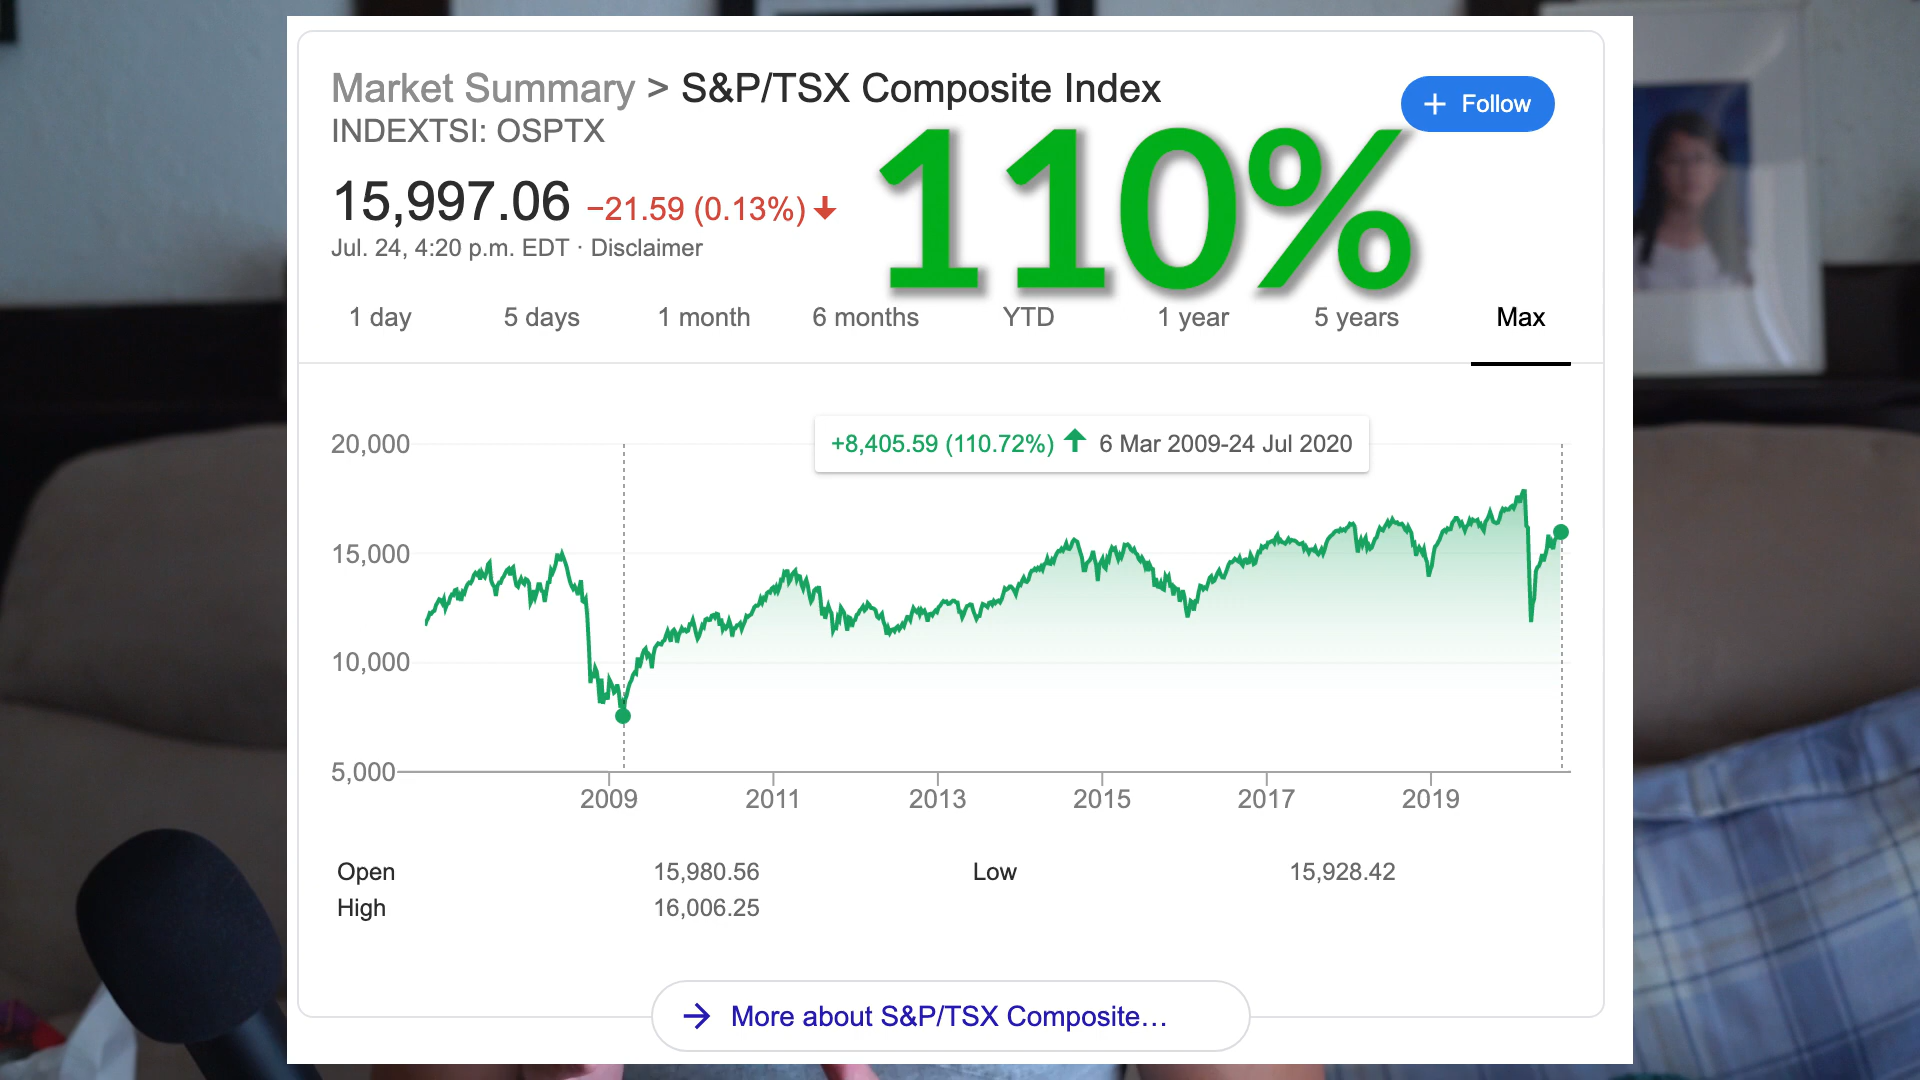 Market Summary > S&P/TSX Composite Index
+ Follow
INDEXTSI: OSPTX
110%
15,997.06 −21.59 (0.13%)
Jul. 24, 4:20 p.m. EDT · Disclaimer
1 day 5 days 1 month 6 months YTD 1 year 5 years Max
+8,405.59 (110.72%) 6 Mar 2009-24 Jul 2020
20,000
15,000
10,000
5,000
2009 2011 2013 2015 2017 2019
Open 15,980.56 Low 15,928.42
High 16,006.25
More about S&P/TSX Composite…